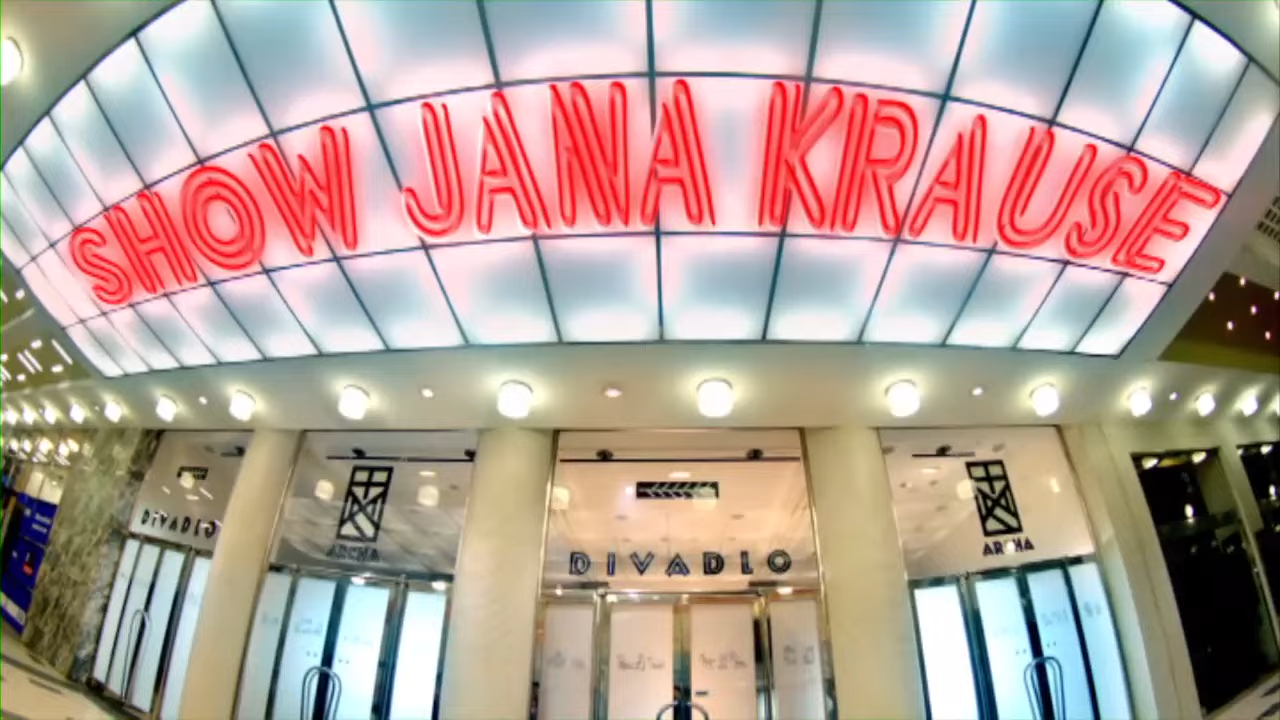 SHOW JANA KRAUSE
DIVADLO
ARCHA
DIVADLO
ARCHA